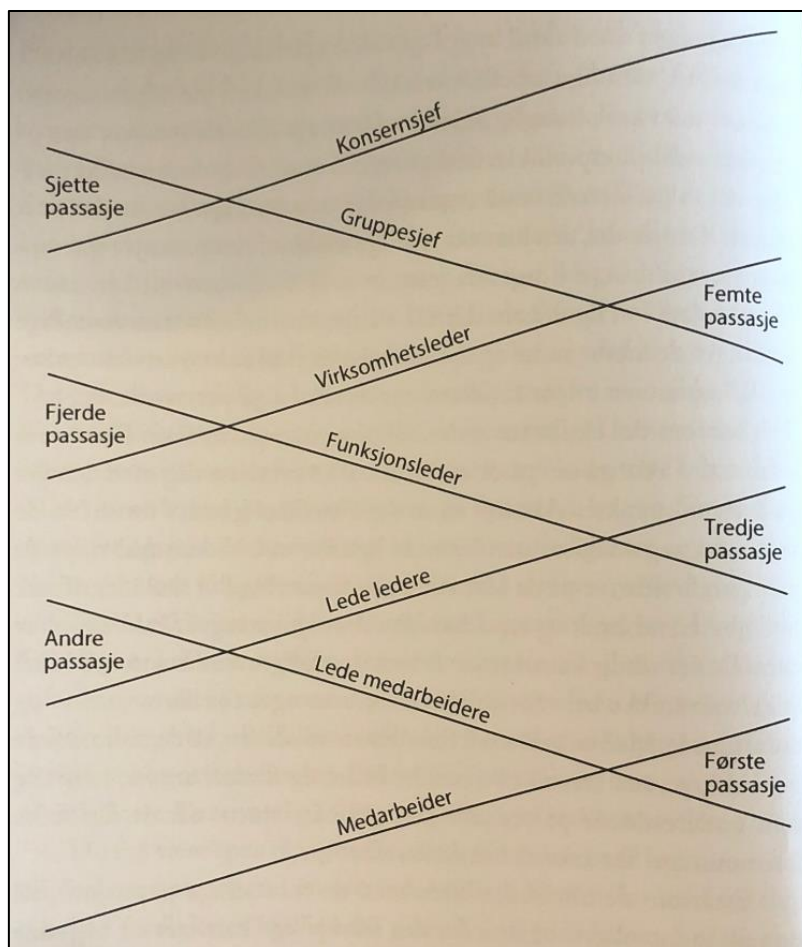 Konsernsjef
Sjette
passasje
Gruppesjef
Femte
passasje
Virksomhetsleder
Fjerde
passasje
Funksjonsleder
Tredje
passasje
Lede ledere
Andre
passasje
Lede medarbeidere
Første
passasje
Medarbeider